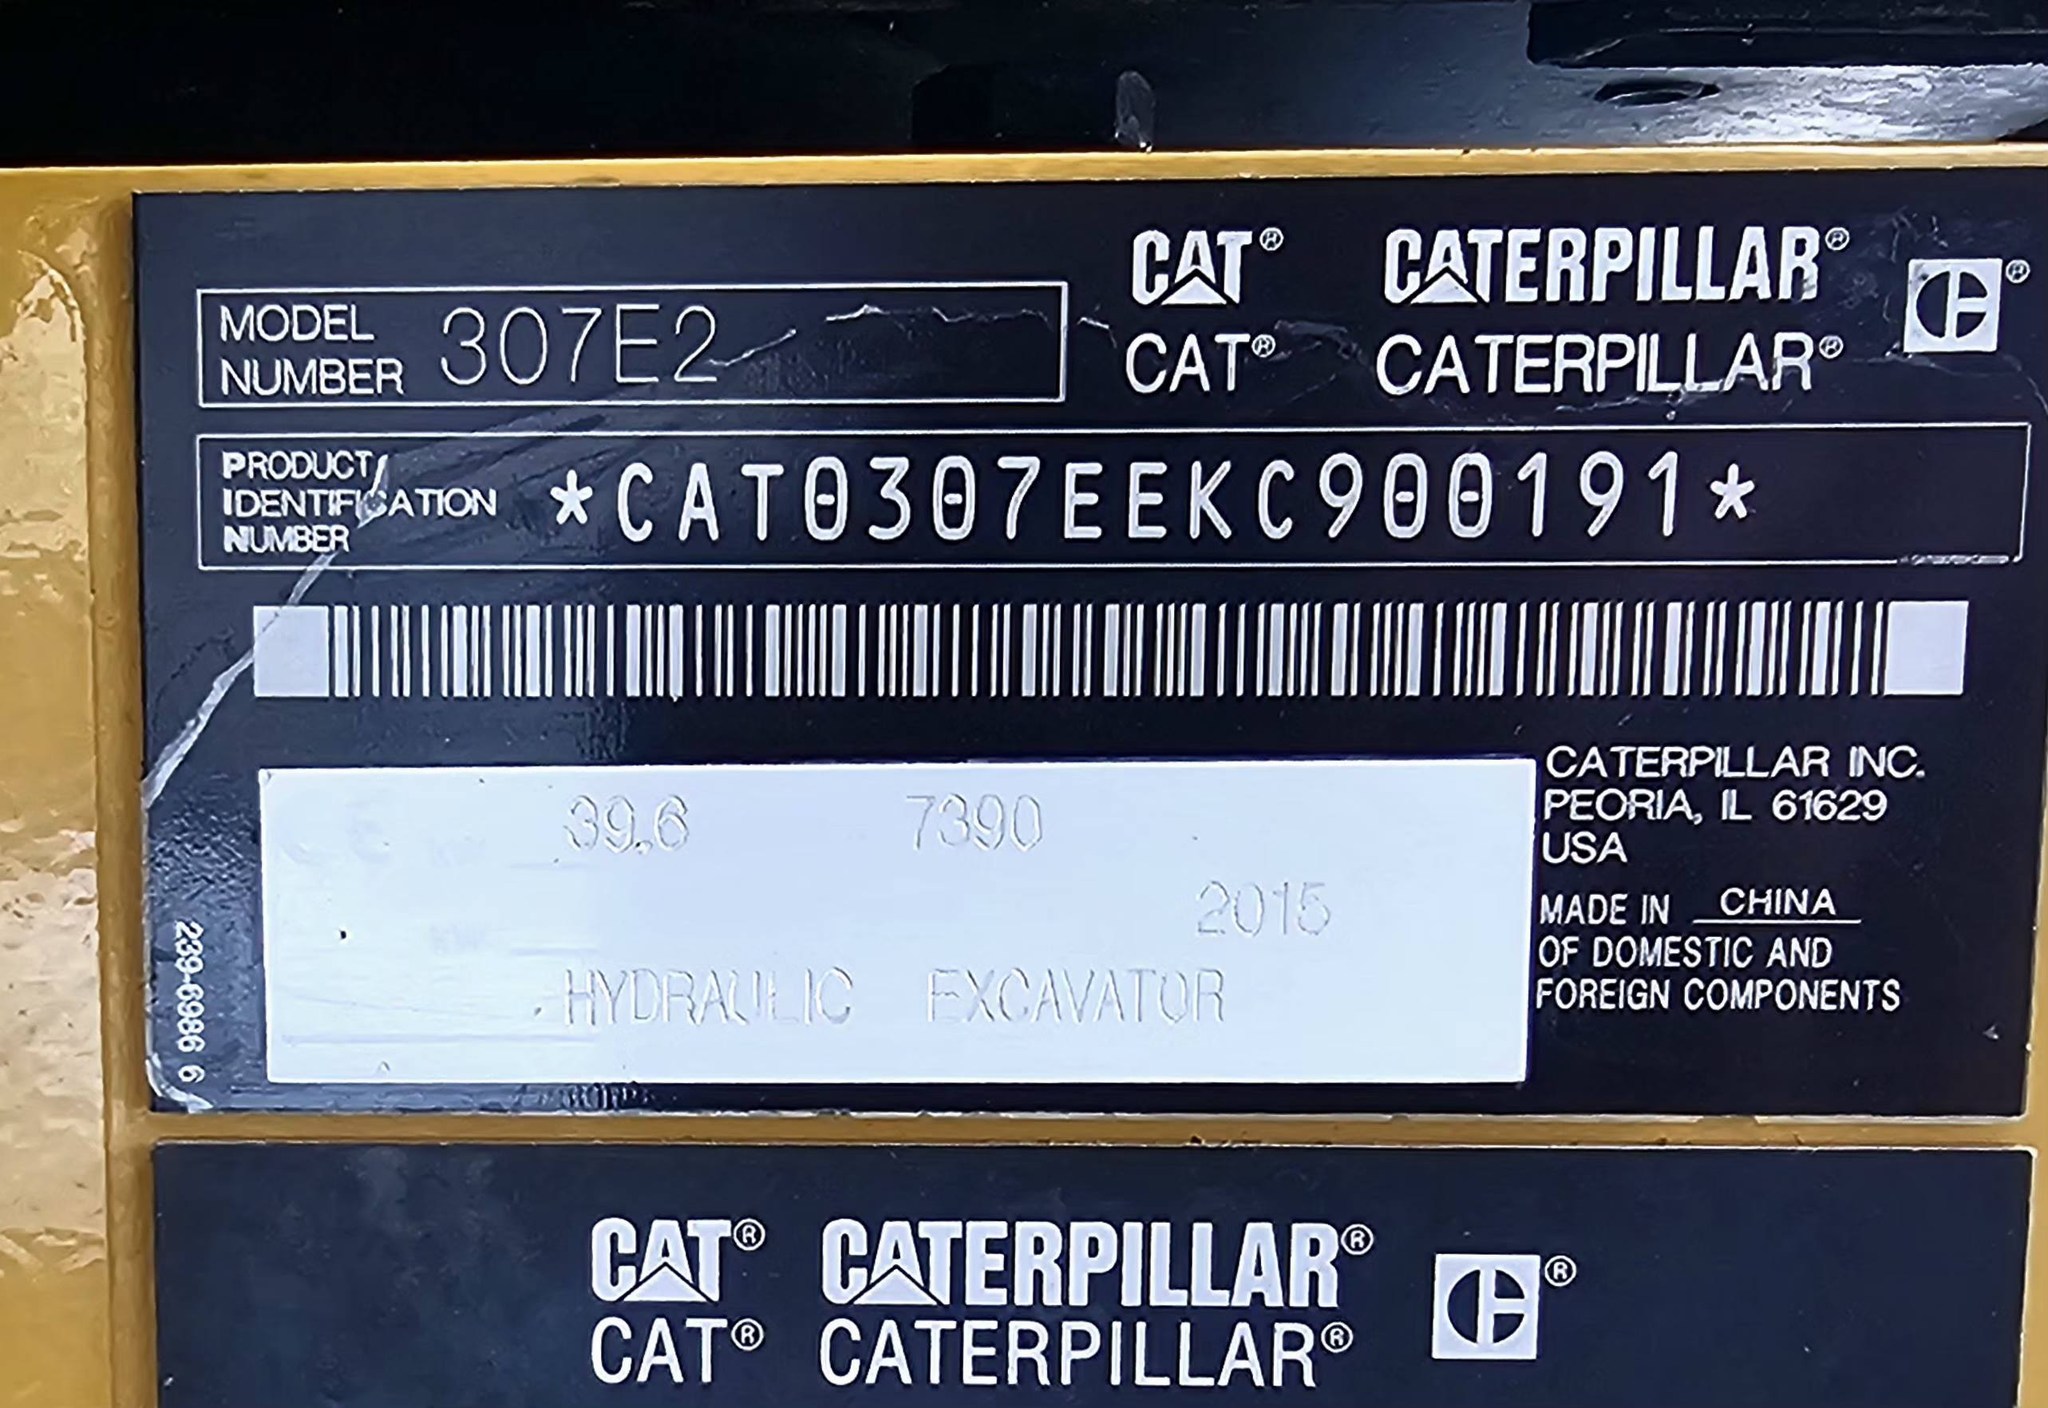 CAT® CATERPILLAR®
CAT® CATERPILLAR®
MODEL NUMBER 307E2
PRODUCT IDENTIFICATION NUMBER *CAT0307EEKC900191*
39.6 7390
2015
HYDRAULIC EXCAVATOR
CATERPILLAR INC.
PEORIA, IL 61629
USA
MADE IN CHINA
OF DOMESTIC AND
FOREIGN COMPONENTS
239-6986 6
CAT® CATERPILLAR®
CAT® CATERPILLAR®